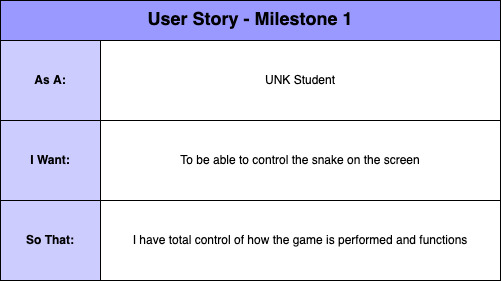 User Story - Milestone 1
As A:
UNK Student
I Want:
To be able to control the snake on the screen
So That:
I have total control of how the game is performed and functions